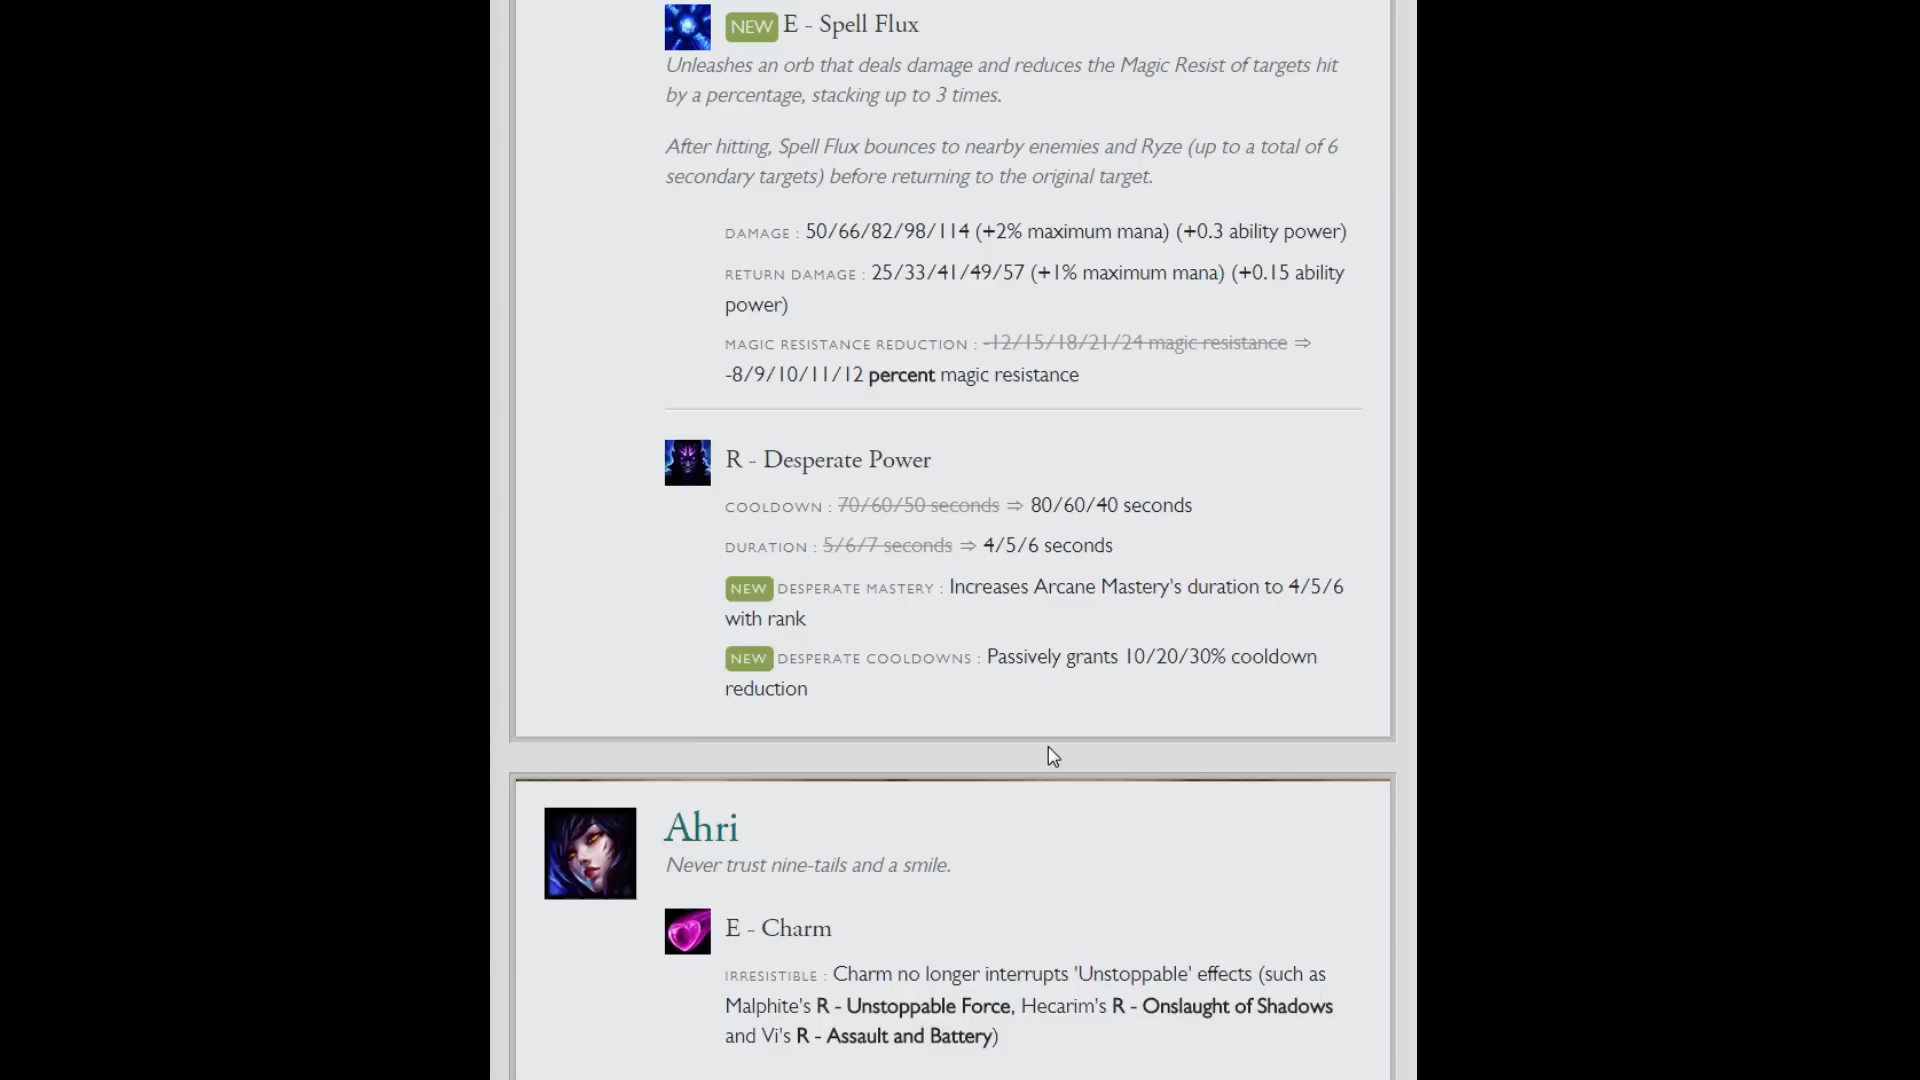 NEW E - Spell Flux
Unleashes an orb that deals damage and reduces the Magic Resist of targets hit
by a percentage, stacking up to 3 times.
After hitting, Spell Flux bounces to nearby enemies and Ryze (up to a total of 6
secondary targets) before returning to the original target.
DAMAGE : 50/66/82/98/114 (+2% maximum mana) (+0.3 ability power)
RETURN DAMAGE : 25/33/41/49/57 (+1% maximum mana) (+0.15 ability
power)
MAGIC RESISTANCE REDUCTION : -12/15/18/21/24 magic resistance ⇒
-8/9/10/11/12 percent magic resistance
R - Desperate Power
COOLDOWN : 70/60/50 seconds ⇒ 80/60/40 seconds
DURATION : 5/6/7 seconds ⇒ 4/5/6 seconds
NEW DESPERATE MASTERY : Increases Arcane Mastery's duration to 4/5/6
with rank
NEW DESPERATE COOLDOWNS : Passively grants 10/20/30% cooldown
reduction
Ahri
Never trust nine-tails and a smile.
E - Charm
IRRESISTIBLE : Charm no longer interrupts 'Unstoppable' effects (such as
Malphite's R - Unstoppable Force, Hecarim's R - Onslaught of Shadows
and Vi's R - Assault and Battery)